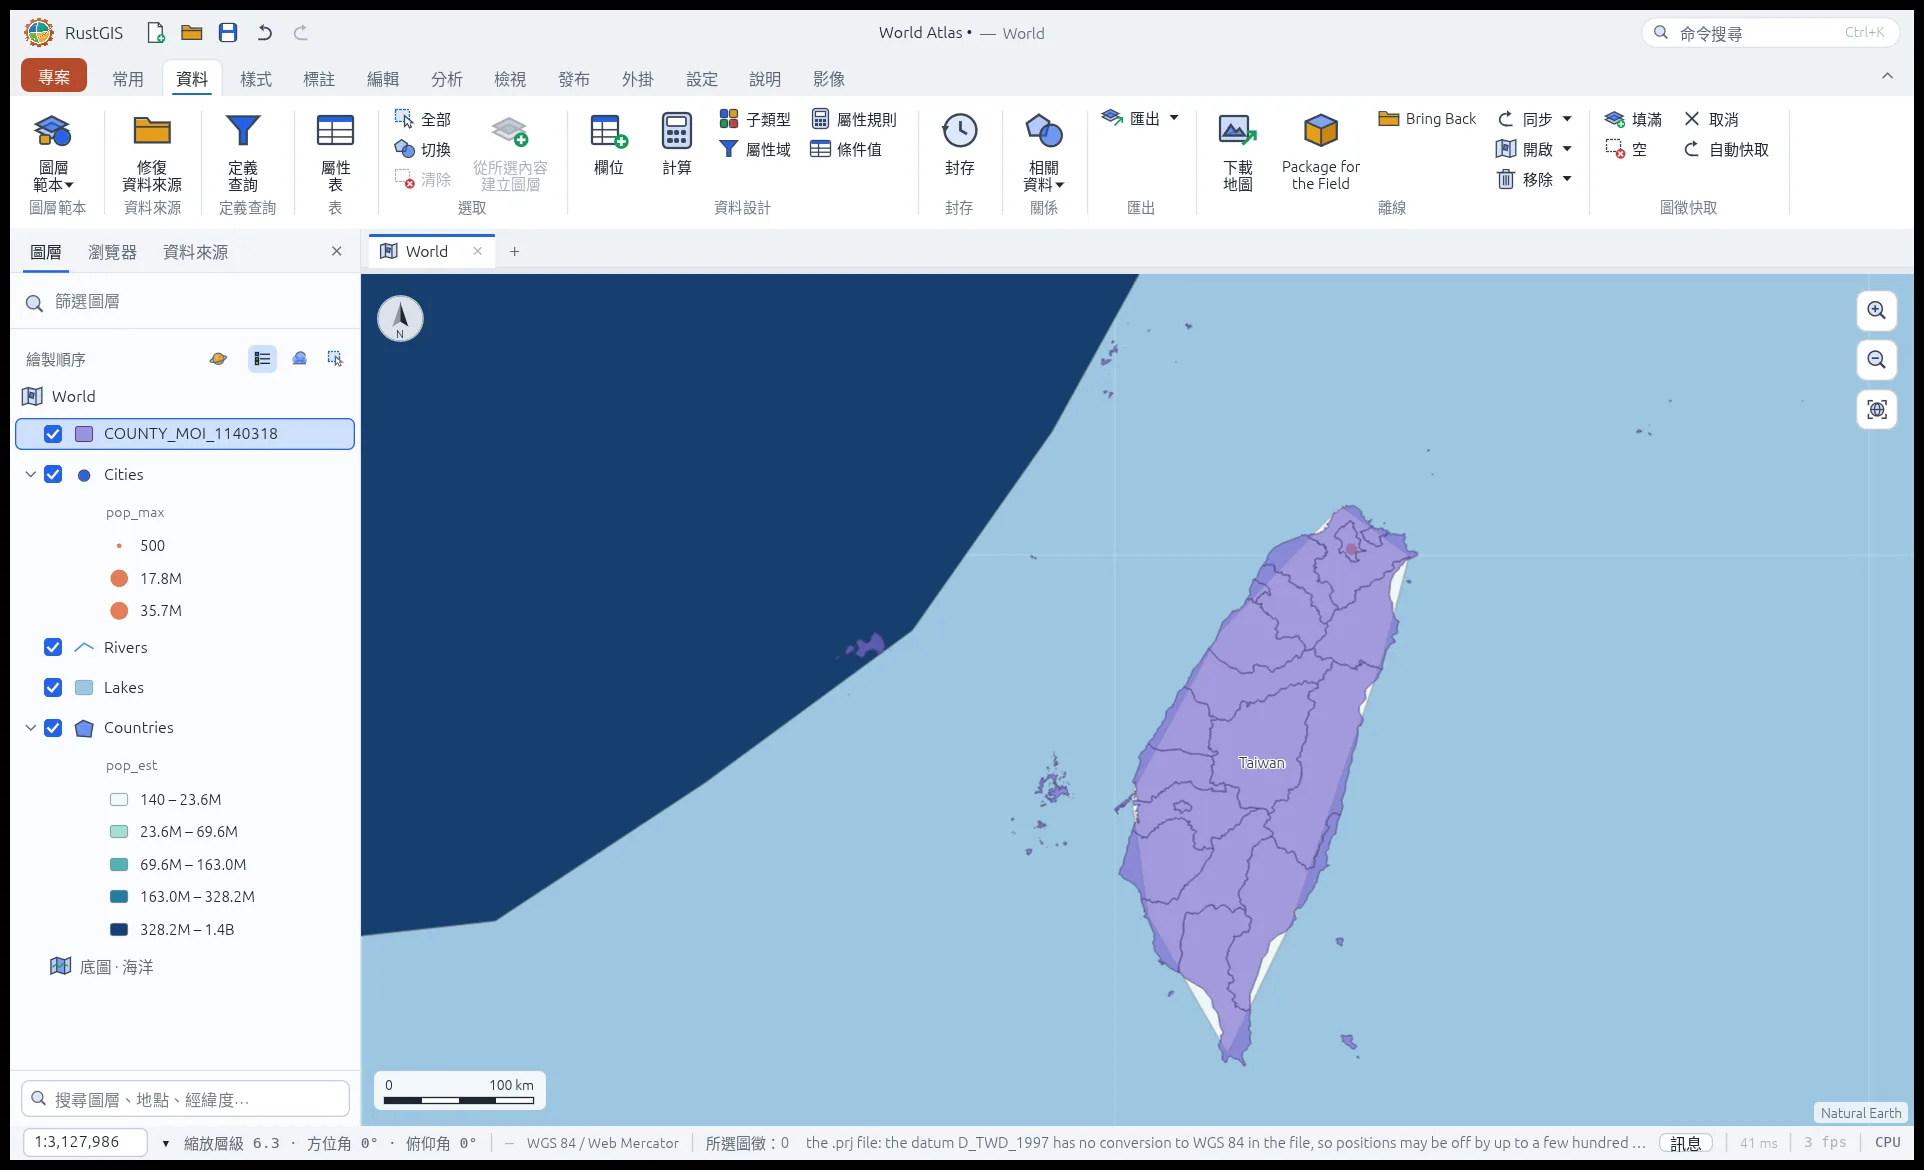 RustGIS
World Atlas • — World
命令搜尋 Ctrl+K
專案 常用 資料 樣式 標註 編輯 分析 檢視 發布 外掛 設定 說明 影像
圖層
範本▾
圖層範本
修復
資料來源
資料來源
定義
查詢
定義查詢
屬性
表
表
全部
切換
清除
從所選內容
建立圖層
選取
欄位
計算
子類型
屬性域
屬性規則
條件值
資料設計
封存
封存
相關
資料▾
關係
匯出
匯出
下載
地圖
Package for
the Field
Bring Back
同步
開啟
移除
離線
填滿
空
取消
自動快取
圖徵快取
圖層 瀏覽器 資料來源
World
篩選圖層
繪製順序
World
COUNTY_MOI_1140318
Cities
pop_max
500
17.8M
35.7M
Rivers
Lakes
Countries
pop_est
140 – 23.6M
23.6M – 69.6M
69.6M – 163.0M
163.0M – 328.2M
328.2M – 1.4B
底圖 · 海洋
搜尋圖層、地點、經緯度…
N
Taiwan
0 100 km
Natural Earth
1:3,127,986 ▾ 縮放層級 6.3 · 方位角 0° · 俯仰角 0° — WGS 84 / Web Mercator 所選圖徵：0 the .prj file: the datum D_TWD_1997 has no conversion to WGS 84 in the file, so positions may be off by up to a few hundred … 訊息 41 ms 3 fps CPU